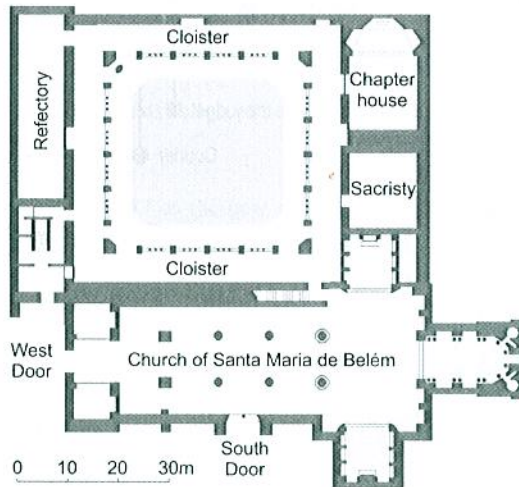 Cloister
Refectory
Chapter
house
Sacristy
Cloister
West
Door
Church of Santa Maria de Belém
South
Door
0 10 20 30m